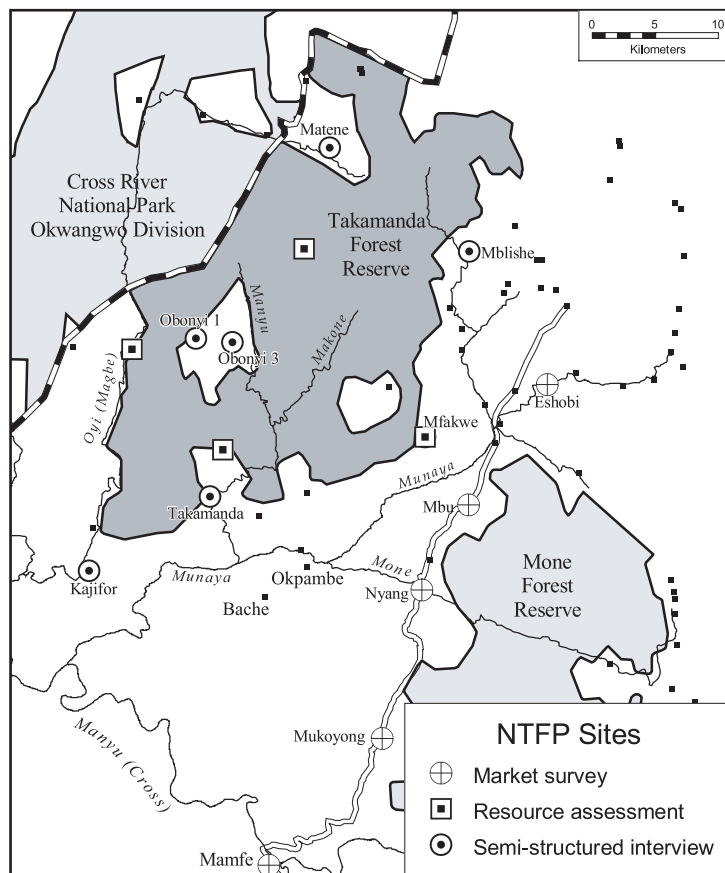 0 5 10
Kilometers
Matene
Cross River
National Park
Okwangwo Division
Takamanda
Forest
Reserve
Mblishe
Manyu
Obonyi 1
Makone
Obonyi 3
Oyi (Magbe)
Eshobi
Mfakwe
Munaya
Takamanda
Mbu
Mone
Forest
Reserve
Mone
Okpambe
Kajifor
Munaya
Nyang
Bache
Manyu (Cross)
Mukoyong
Mamfe
NTFP Sites
Market survey
Resource assessment
Semi-structured interview